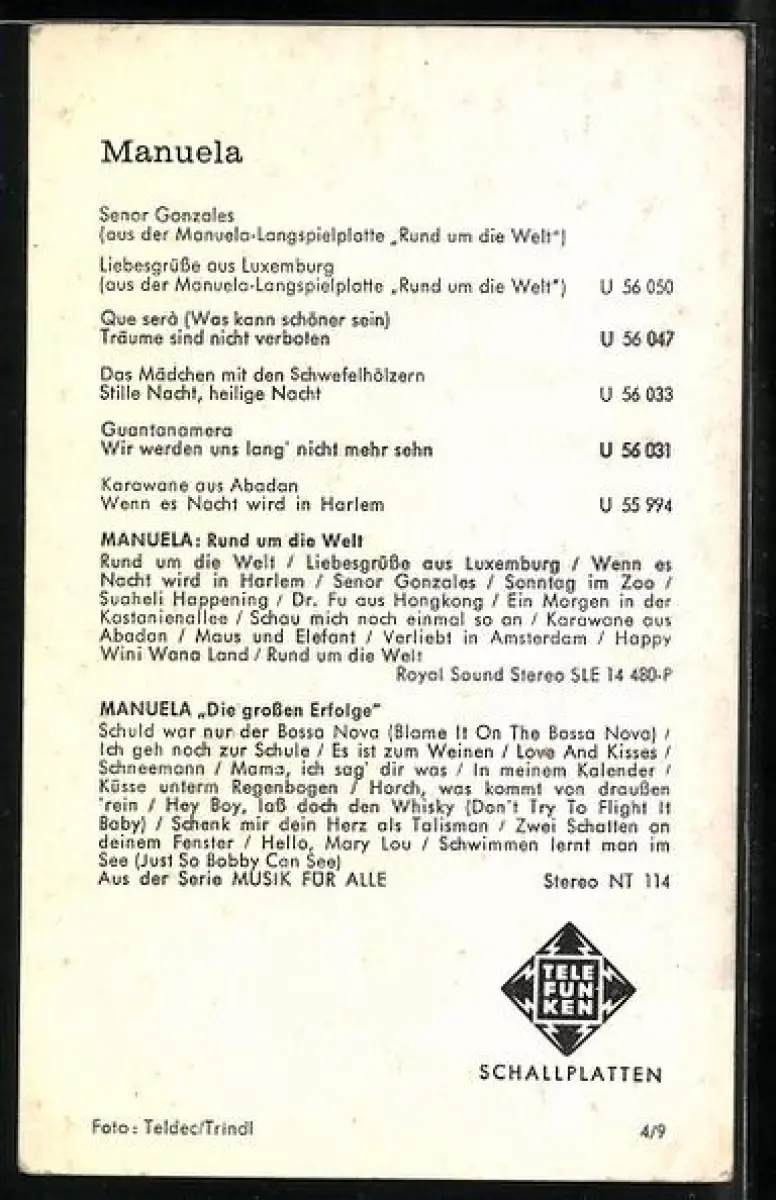 Manuela
Senor Gonzales
(aus der Manuela-Langspielplatte „Rund um die Welt“)
Liebesgrüße aus Luxemburg
(aus der Manuela-Langspielplatte „Rund um die Welt“) U 56 050
Que serà (Was kann schöner sein)
Träume sind nicht verboten U 56 047
Das Mädchen mit den Schwefelhölzern
Stille Nacht, heilige Nacht U 56 033
Guantanamera
Wir werden uns lang' nicht mehr sehn U 56 031
Karawane aus Abadan
Wenn es Nacht wird in Harlem U 55 994
MANUELA: Rund um die Welt
Rund um die Welt / Liebesgrüße aus Luxemburg / Wenn es
Nacht wird in Harlem / Senor Gonzales / Sonntag im Zoo /
Suaheli Happening / Dr. Fu aus Hongkong / Ein Morgen in der
Kastanienallee / Schau mich noch einmal so an / Karawane aus
Abadan / Maus und Elefant / Verliebt in Amsterdam / Happy
Wini Wana Land / Rund um die Welt
Royal Sound Stereo SLE 14 480-P
MANUELA „Die großen Erfolge“
Schuld war nur der Bossa Nova (Blame It On The Bossa Nova) /
Ich geh noch zur Schule / Es ist zum Weinen / Love And Kisses /
Schneemann / Mama, ich sag' dir was / In meinem Kalender /
Küsse unterm Regenbogen / Horch, was kommt von draußen
'rein / Hey Boy, laß doch den Whisky (Don't Try To Flight It
Baby) / Schenk mir dein Herz als Talisman / Zwei Schatten an
deinem Fenster / Hello, Mary Lou / Schwimmen lernt man im
See (Just So Bobby Can See)
Aus der Serie MUSIK FÜR ALLE Stereo NT 114
TELE
FUN
KEN
SCHALLPLATTEN
Foto: Teldec/Trindl 4/9